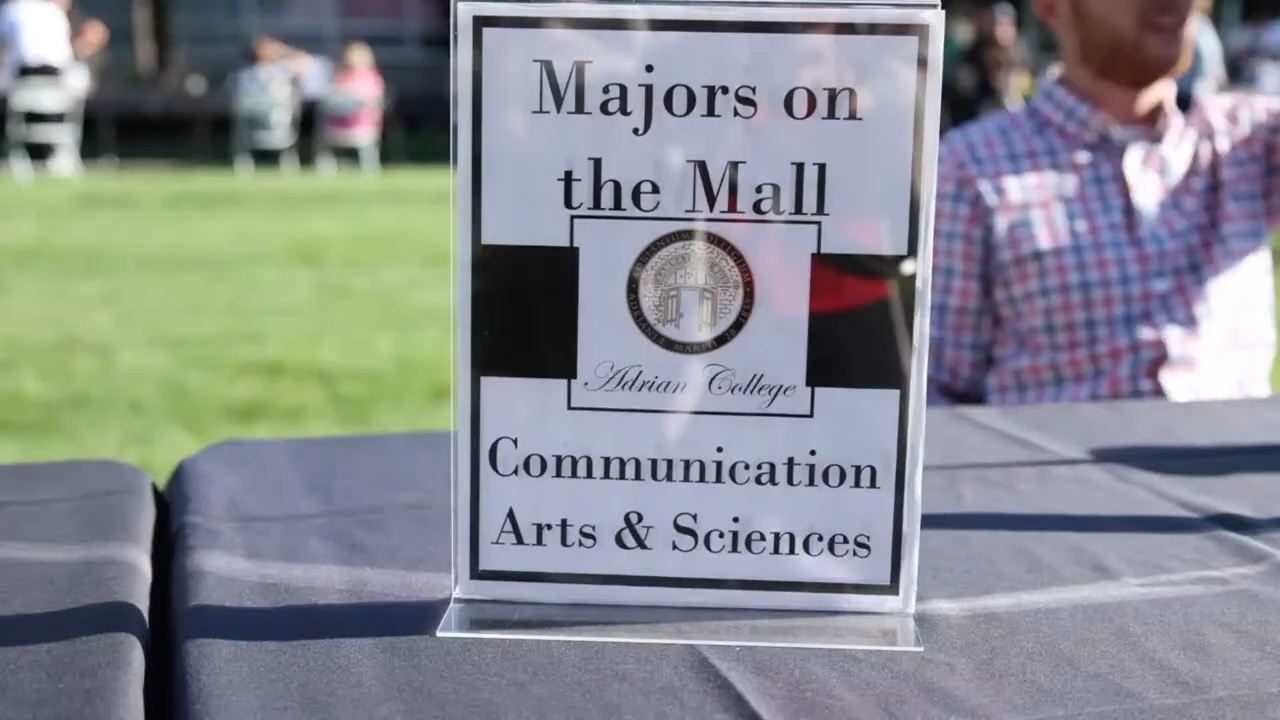 Majors on
the Mall
Adrian College
Communication
Arts & Sciences